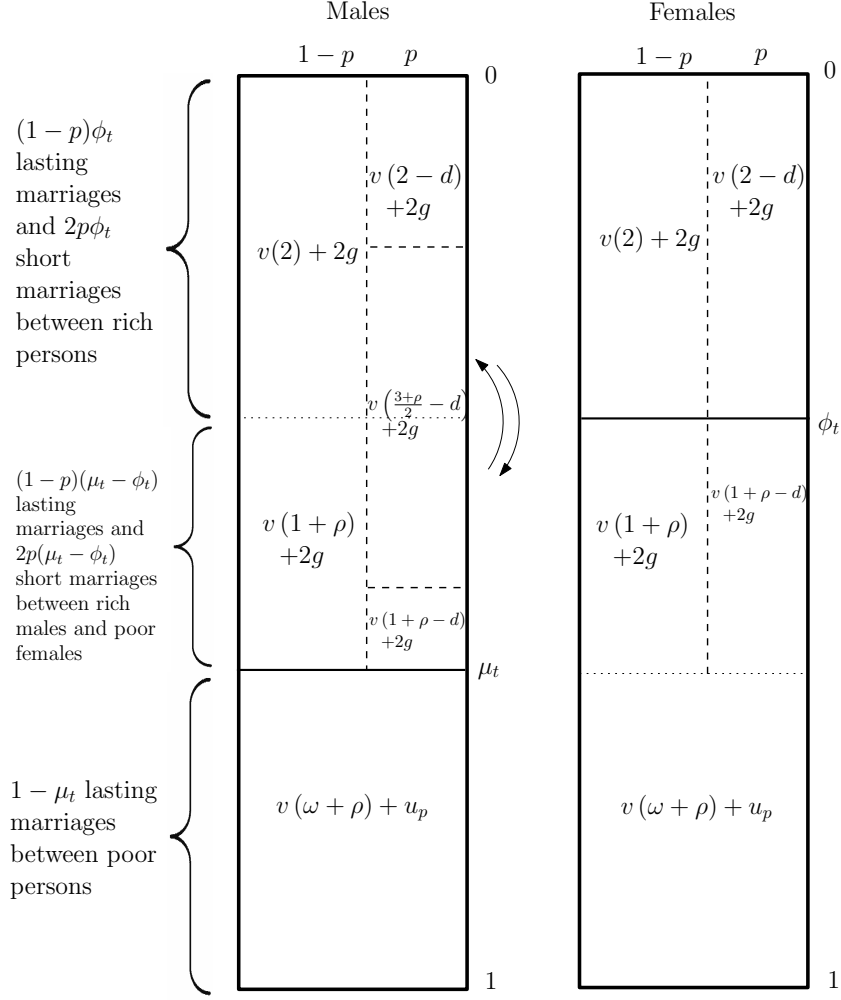 Males
Females
1 − p
p
1 − p
p
0
0
(1 − p)ϕ_t
lasting
marriages
and 2pϕ_t
short
marriages
between rich
persons
v(2) + 2g
v (2 − d)
+2g
v(2) + 2g
v (2 − d)
+2g
v ((3+ρ)/2 − d)
+2g
ϕ_t
(1 − p)(μ_t − ϕ_t)
lasting
marriages and
2p(μ_t − ϕ_t)
short marriages
between rich
males and poor
females
v (1 + ρ)
+2g
v (1 + ρ − d)
+2g
v (1 + ρ)
+2g
v (1 + ρ − d)
+2g
μ_t
1 − μ_t lasting
marriages
between poor
persons
v (ω + ρ) + u_p
v (ω + ρ) + u_p
1
1